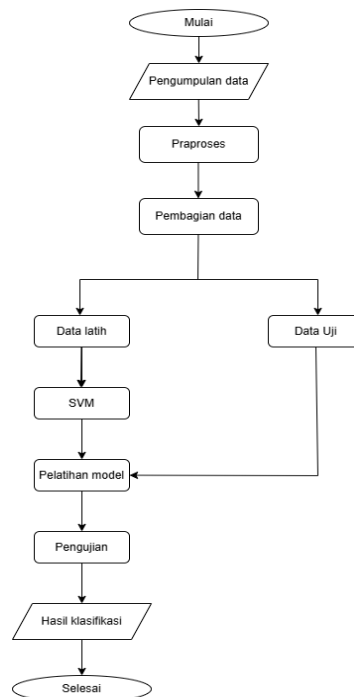 Mulai
Pengumpulan data
Praproses
Pembagian data
Data latih
Data Uji
SVM
Pelatihan model
Pengujian
Hasil klasifikasi
Selesai